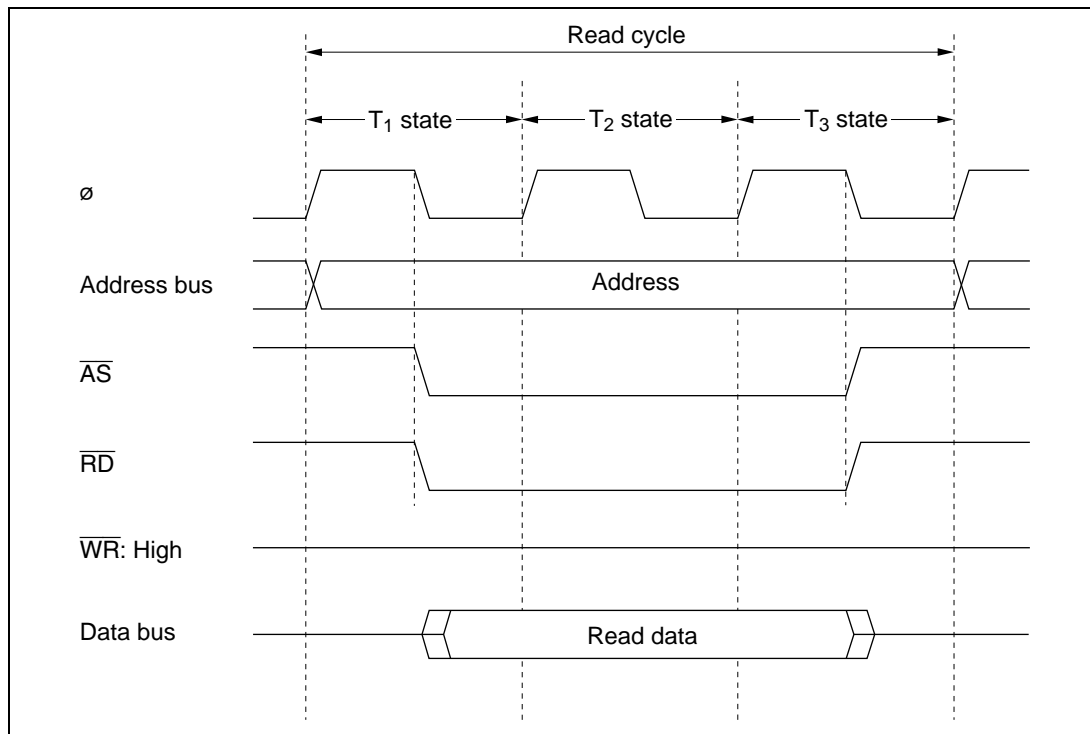 Read cycle
T1 state
T2 state
T3 state
ø
Address bus
Address
AS
RD
WR: High
Data bus
Read data